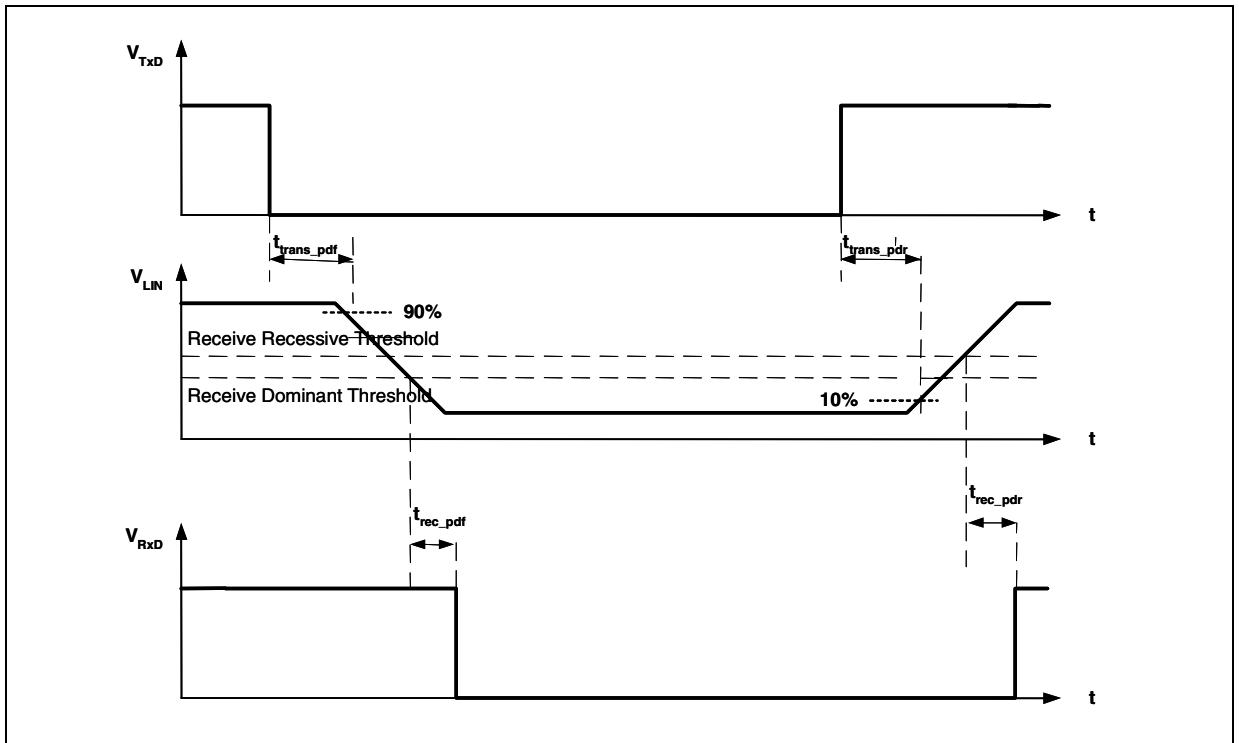 VTxD
t
ttrans_pdf
ttrans_pdr
VLIN
90%
Receive Recessive Threshold
Receive Dominant Threshold
10%
t
trec_pdr
trec_pdf
VRxD
t